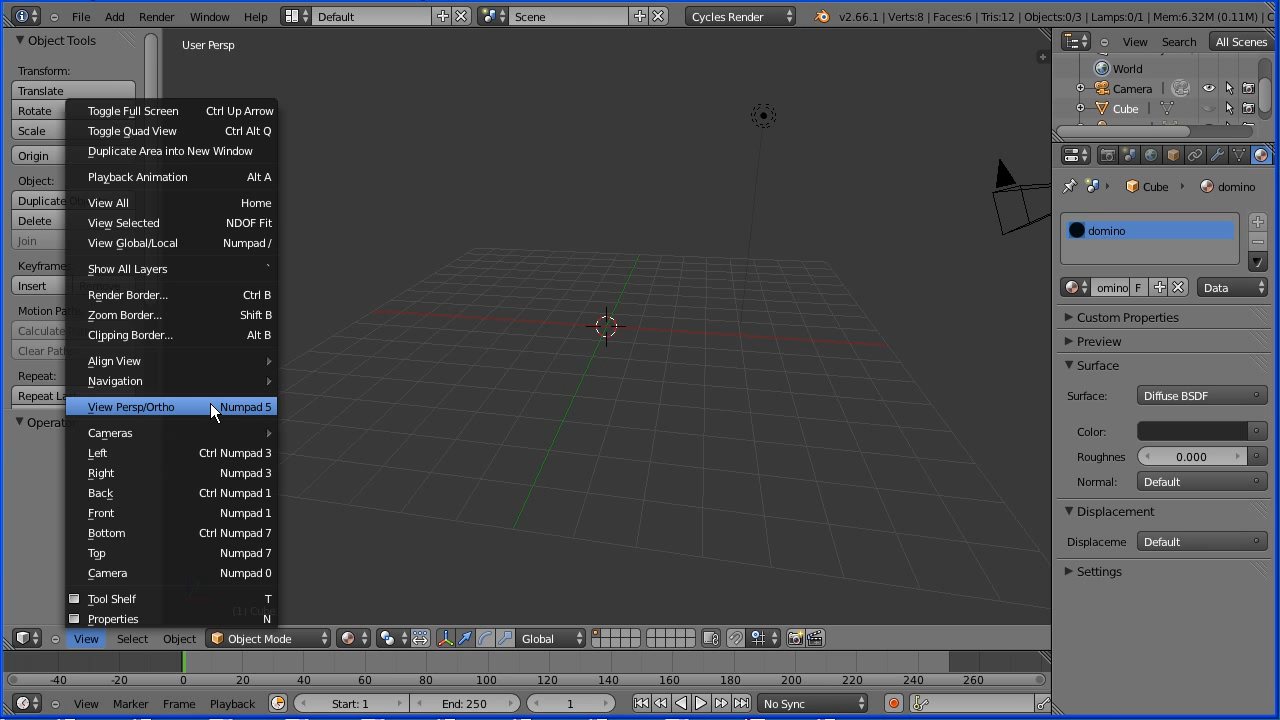 File Add Render Window Help Default Scene Cycles Render v2.66.1 | Verts:8 | Faces:6 | Tris:12 | Objects:0/3 | Lamps:0/1 | Mem:6.32M (0.11M) | C
Object Tools
Transform:
Translate
Rotate
Scale
Origin
Object:
Duplicate
Delete
Join
Keyframe
Insert
Motion
Calculate
Clear
Repeat:
Repeat
User Persp
Toggle Full Screen Ctrl Up Arrow
Toggle Quad View Ctrl Alt Q
Duplicate Area into New Window
Playback Animation Alt A
View All Home
View Selected NDOF Fit
View Global/Local Numpad /
Show All Layers `
Render Border... Ctrl B
Zoom Border... Shift B
Clipping Border... Alt B
Align View
Navigation
View Persp/Ortho Numpad 5
Cameras
Left Ctrl Numpad 3
Right Numpad 3
Back Ctrl Numpad 1
Front Numpad 1
Bottom Ctrl Numpad 7
Top Numpad 7
Camera Numpad 0
Tool Shelf T
Properties N
(1) Cube
View Select Object Object Mode Global
-40 -20 0 20 40 60 80 100 120 140 160 180 200 220 240 260
View Marker Frame Playback Start: 1 End: 250 1 No Sync
View Search All Scenes
World
Camera
Cube
Cube domino
domino
omino F Data
Custom Properties
Preview
Surface
Surface: Diffuse BSDF
Color:
Roughnes 0.000
Normal: Default
Displacement
Displaceme Default
Settings